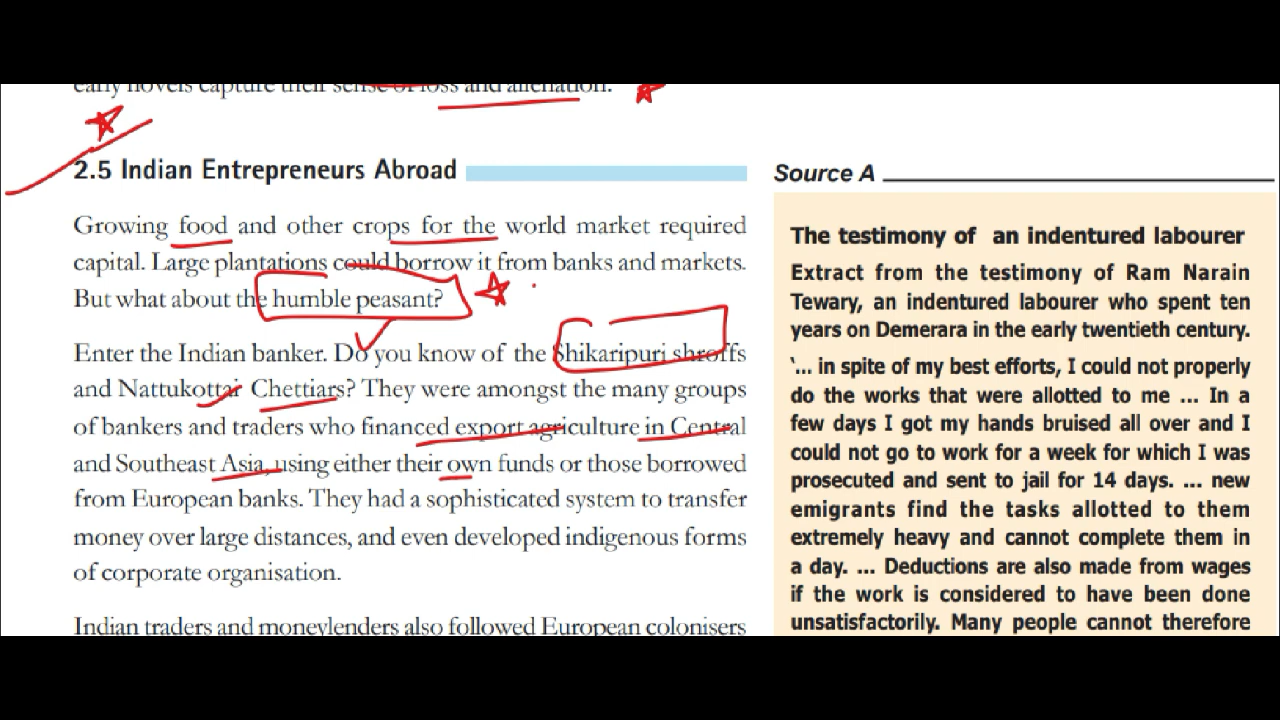 early novels capture their sense of loss and alienation.
2.5 Indian Entrepreneurs Abroad
Growing food and other crops for the world market required
capital. Large plantations could borrow it from banks and markets.
But what about the humble peasant?
Enter the Indian banker. Do you know of the Shikaripuri shroffs
and Nattukottai Chettiars? They were amongst the many groups
of bankers and traders who financed export agriculture in Central
and Southeast Asia, using either their own funds or those borrowed
from European banks. They had a sophisticated system to transfer
money over large distances, and even developed indigenous forms
of corporate organisation.
Indian traders and moneylenders also followed European colonisers
Source A
The testimony of an indentured labourer
Extract from the testimony of Ram Narain
Tewary, an indentured labourer who spent ten
years on Demerara in the early twentieth century.
‘... in spite of my best efforts, I could not properly
do the works that were allotted to me ... In a
few days I got my hands bruised all over and I
could not go to work for a week for which I was
prosecuted and sent to jail for 14 days. ... new
emigrants find the tasks allotted to them
extremely heavy and cannot complete them in
a day. ... Deductions are also made from wages
if the work is considered to have been done
unsatisfactorily. Many people cannot therefore